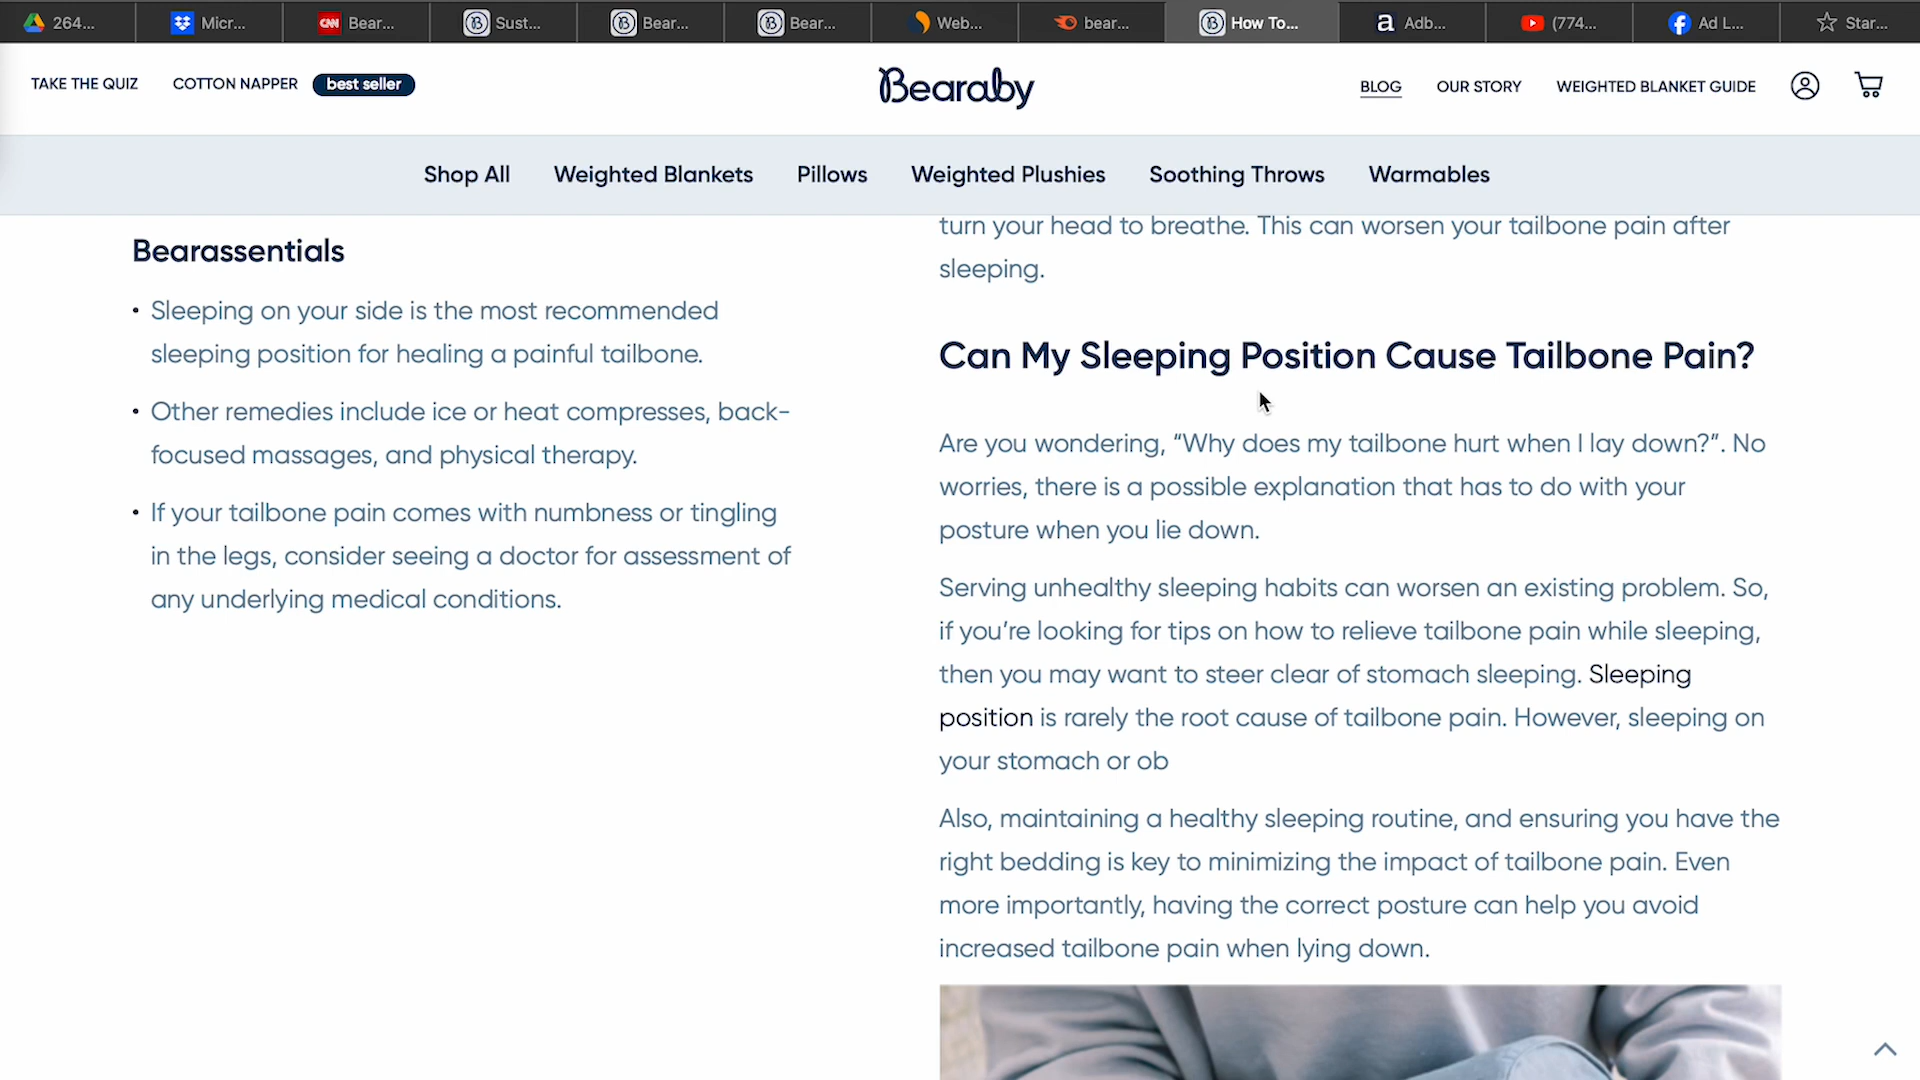 264...
Micr...
CNN Bear...
B Sust...
B Bear...
B Bear...
Web...
bear...
B How To...
a Adb...
(774...
f Ad L...
Star...
TAKE THE QUIZ
COTTON NAPPER best seller
Bearaby
BLOG
OUR STORY
WEIGHTED BLANKET GUIDE
Shop All
Weighted Blankets
Pillows
Weighted Plushies
Soothing Throws
Warmables
Bearassentials
• Sleeping on your side is the most recommended
sleeping position for healing a painful tailbone.
• Other remedies include ice or heat compresses, back-
focused massages, and physical therapy.
• If your tailbone pain comes with numbness or tingling
in the legs, consider seeing a doctor for assessment of
any underlying medical conditions.
turn your head to breathe. This can worsen your tailbone pain after
sleeping.
Can My Sleeping Position Cause Tailbone Pain?
Are you wondering, “Why does my tailbone hurt when I lay down?”. No
worries, there is a possible explanation that has to do with your
posture when you lie down.
Serving unhealthy sleeping habits can worsen an existing problem. So,
if you’re looking for tips on how to relieve tailbone pain while sleeping,
then you may want to steer clear of stomach sleeping. Sleeping
position is rarely the root cause of tailbone pain. However, sleeping on
your stomach or ob
Also, maintaining a healthy sleeping routine, and ensuring you have the
right bedding is key to minimizing the impact of tailbone pain. Even
more importantly, having the correct posture can help you avoid
increased tailbone pain when lying down.